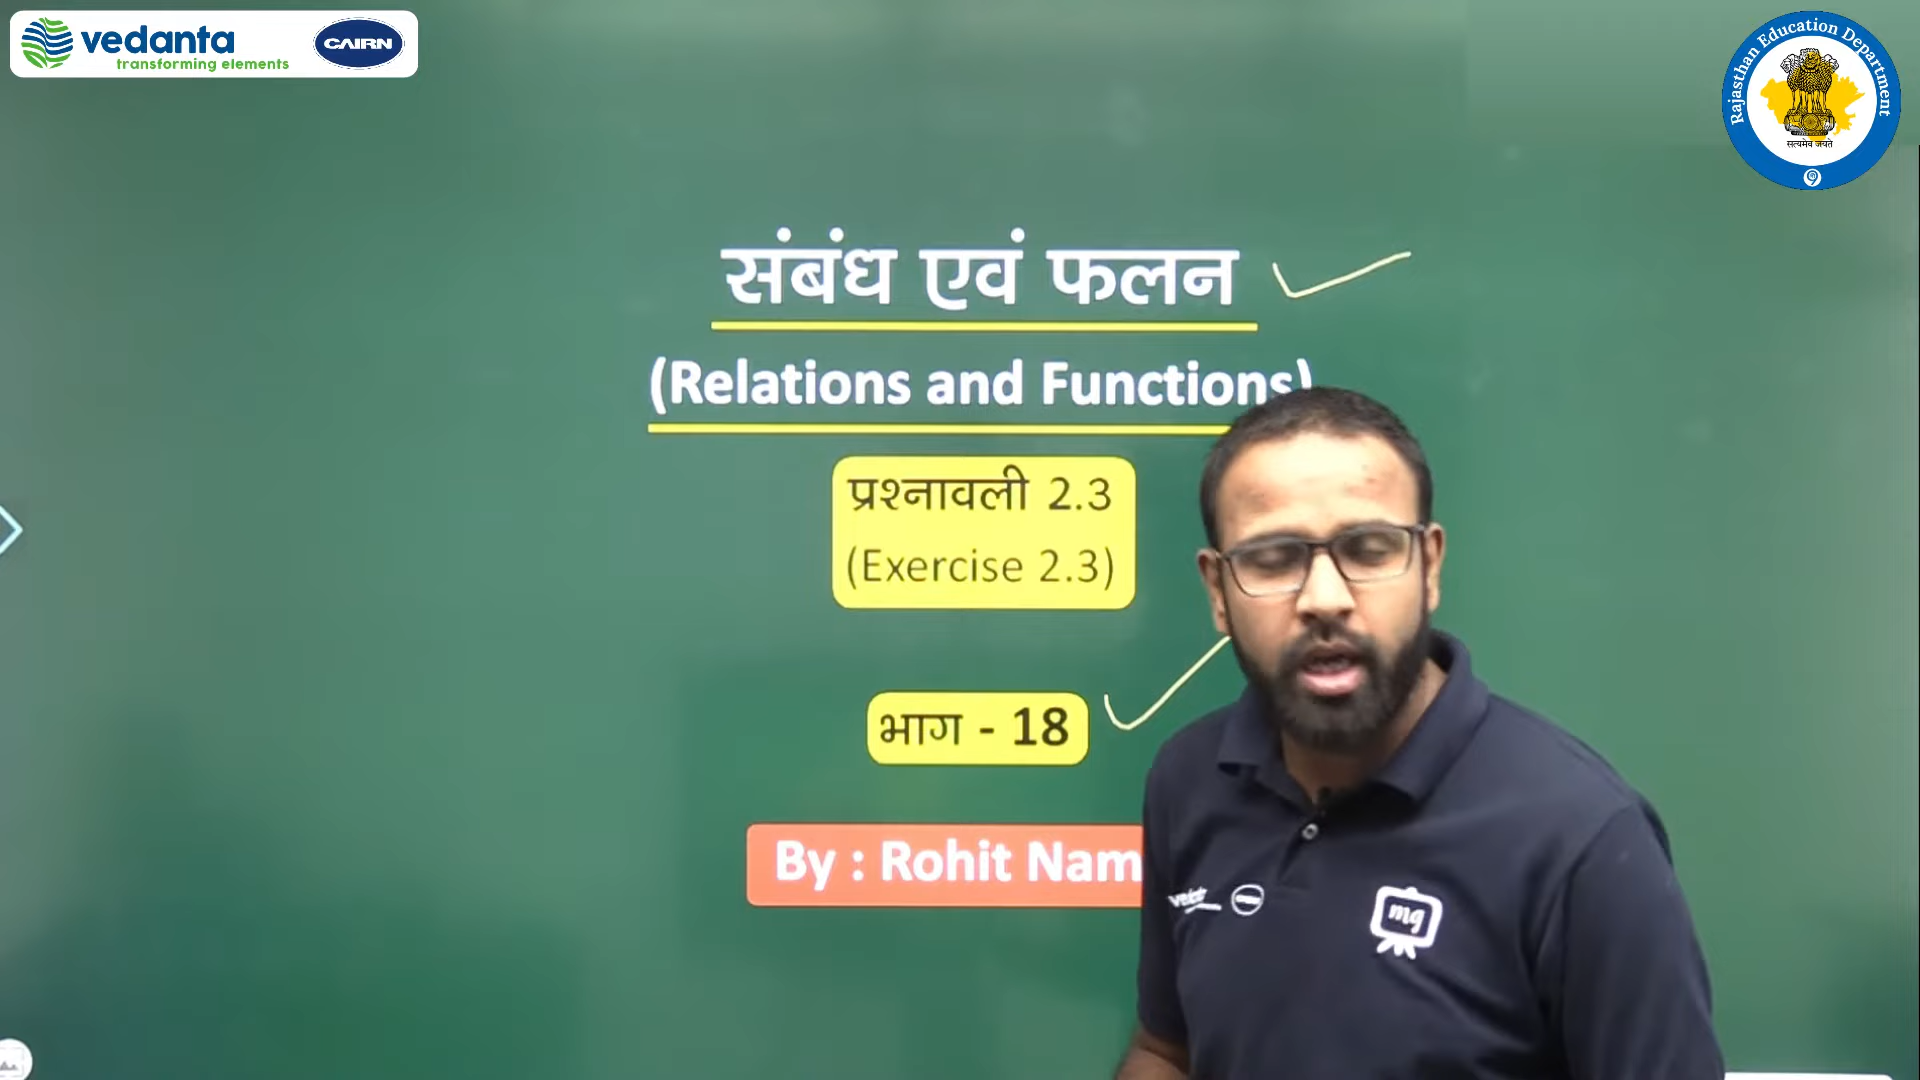 vedanta
transforming elements
CAIRN
Rajasthan Education Department
सत्यमेव जयते
संबंध एवं फलन
(Relations and Functions)
प्रश्नावली 2.3
(Exercise 2.3)
भाग - 18
By : Rohit Nam
mg